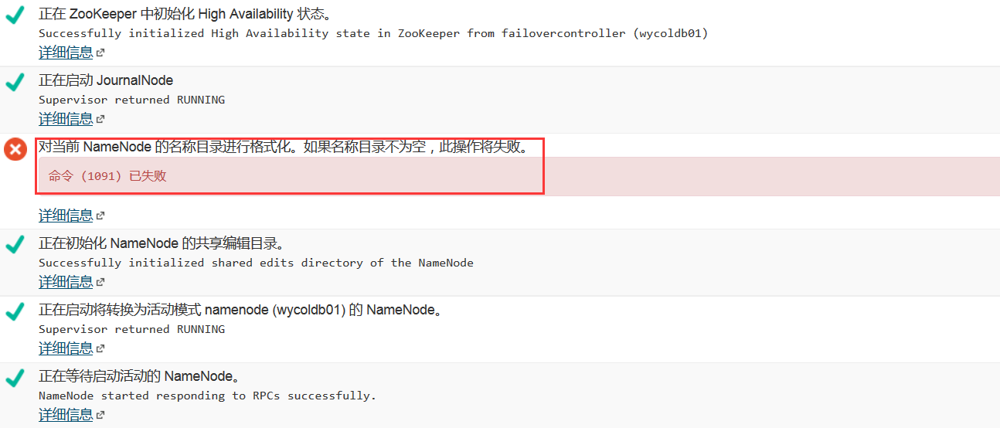 正在 ZooKeeper 中初始化 High Availability 状态。
Successfully initialized High Availability state in ZooKeeper from failovercontroller (wycoldb01)
详细信息
正在启动 JournalNode
Supervisor returned RUNNING
详细信息
对当前 NameNode 的名称目录进行格式化。如果名称目录不为空，此操作将失败。
命令 (1091) 已失败
详细信息
正在初始化 NameNode 的共享编辑目录。
Successfully initialized shared edits directory of the NameNode
详细信息
正在启动将转换为活动模式 namenode (wycoldb01) 的 NameNode。
Supervisor returned RUNNING
详细信息
正在等待启动活动的 NameNode。
NameNode started responding to RPCs successfully.
详细信息